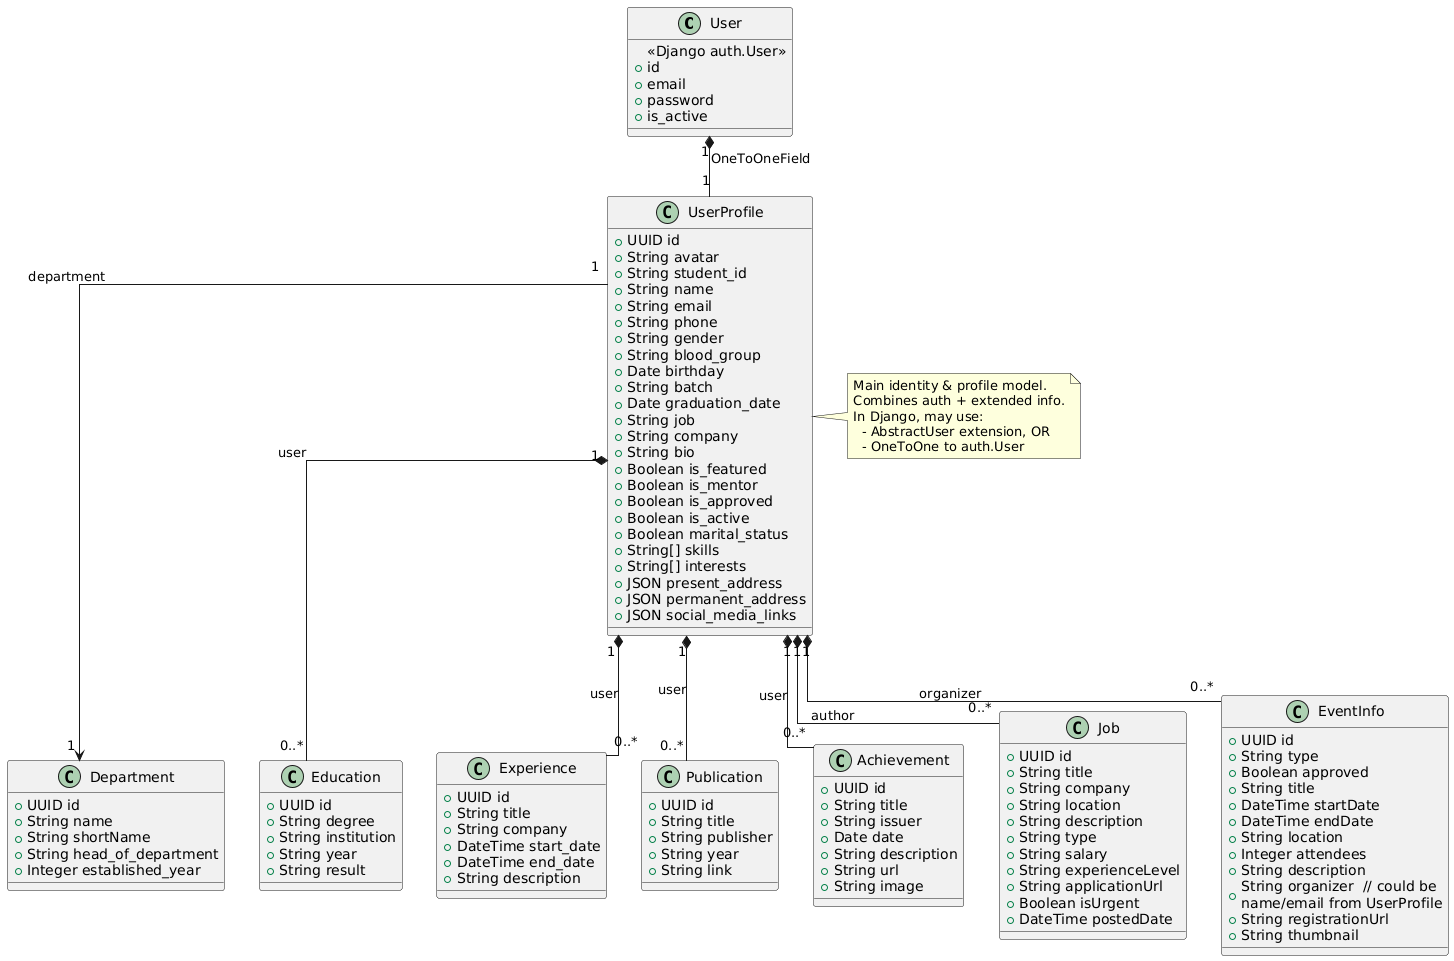 C User
«Django auth.User»
id
email
password
is_active
1
OneToOneField
1
C UserProfile
UUID id
String avatar
String student_id
String name
String email
String phone
String gender
String blood_group
Date birthday
String batch
Date graduation_date
String job
String company
String bio
Boolean is_featured
Boolean is_mentor
Boolean is_approved
Boolean is_active
Boolean marital_status
String[] skills
String[] interests
JSON present_address
JSON permanent_address
JSON social_media_links
Main identity & profile model.
Combines auth + extended info.
In Django, may use:
- AbstractUser extension, OR
- OneToOne to auth.User
1
department
1
1
user
0..*
1
user
0..*
1
user
0..*
1
user
0..*
1
author
0..*
1
organizer
0..*
C Department
UUID id
String name
String shortName
String head_of_department
Integer established_year
C Education
UUID id
String degree
String institution
String year
String result
C Experience
UUID id
String title
String company
DateTime start_date
DateTime end_date
String description
C Publication
UUID id
String title
String publisher
String year
String link
C Achievement
UUID id
String title
String issuer
Date date
String description
String url
String image
C Job
UUID id
String title
String company
String location
String description
String type
String salary
String experienceLevel
String applicationUrl
Boolean isUrgent
DateTime postedDate
C EventInfo
UUID id
String type
Boolean approved
String title
DateTime startDate
DateTime endDate
String location
Integer attendees
String description
String organizer  // could be
name/email from UserProfile
String registrationUrl
String thumbnail